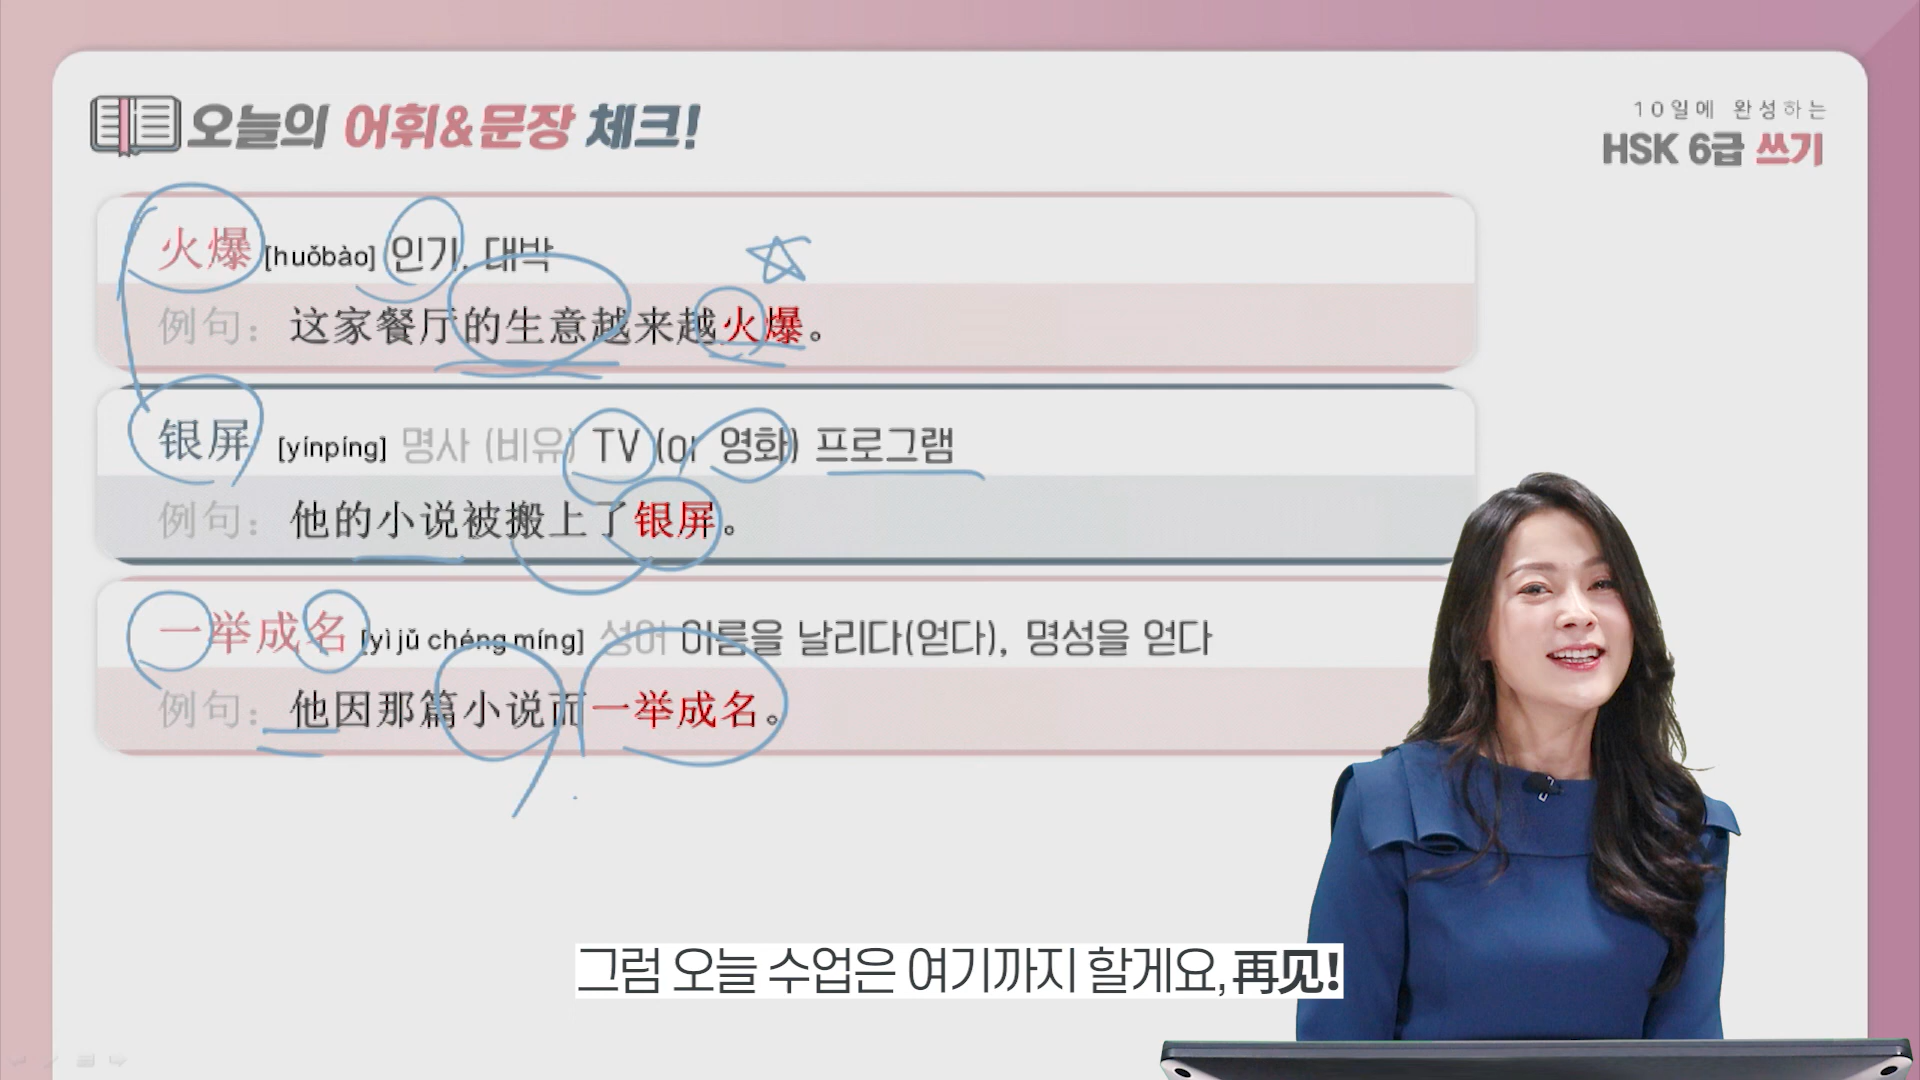 오늘의 어휘&문장 체크!
10일에 완성하는
HSK 6급 쓰기
火爆 [huǒbào] 인기, 대박
例句: 这家餐厅的生意越来越火爆。
银屏 [yínpíng] 명사 (비유) TV (or 영화) 프로그램
例句: 他的小说被搬上了银屏。
一举成名 [yì jǔ chéng míng] 성어 이름을 날리다(얻다), 명성을 얻다
例句: 他因那篇小说而一举成名。
그럼 오늘 수업은 여기까지 할게요, 再见!